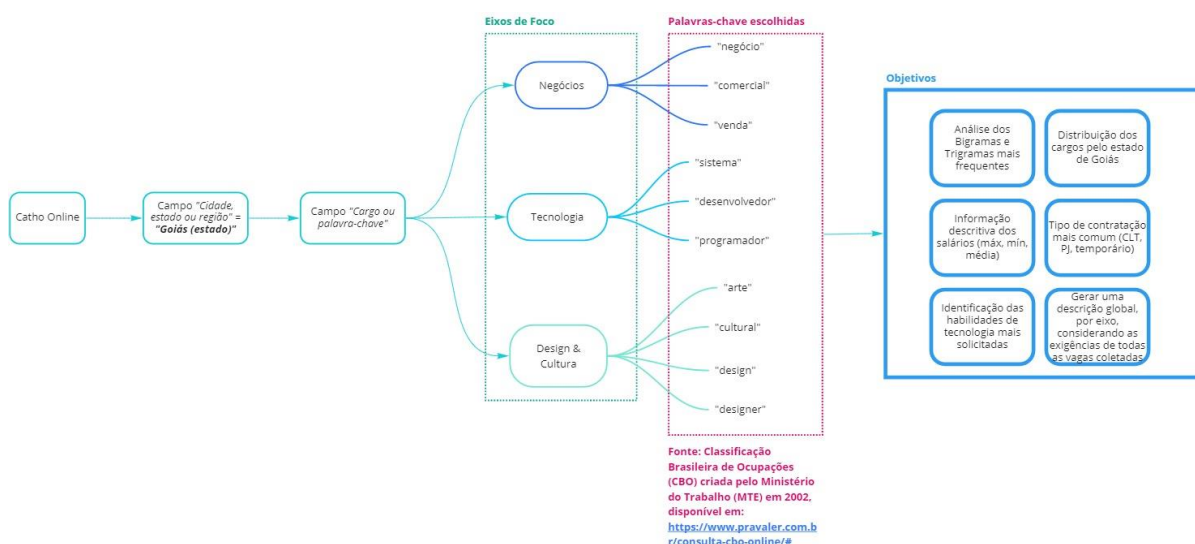 Eixos de Foco
Palavras-chave escolhidas
Objetivos
Catho Online
Campo "Cidade,
estado ou região" =
"Goiás (estado)"
Campo "Cargo ou
palavra-chave"
Negócios
"negócio"
"comercial"
"venda"
Tecnologia
"sistema"
"desenvolvedor"
"programador"
Design &
Cultura
"arte"
"cultural"
"design"
"designer"
Análise dos
Bigramas e
Trigramas mais
frequentes
Distribuição dos
cargos pelo estado
de Goiás
Informação
descritiva dos
salários (máx, mín,
média)
Tipo de contratação
mais comum (CLT,
PJ, temporário)
Identificação das
habilidades de
tecnologia mais
solicitadas
Gerar uma
descrição global,
por eixo,
considerando as
exigências de todas
as vagas coletadas
Fonte: Classificação
Brasileira de Ocupações
(CBO) criada pelo Ministério
do Trabalho (MTE) em 2002,
disponível em:
https://www.pravaler.com.b
r/consulta-cbo-online/#